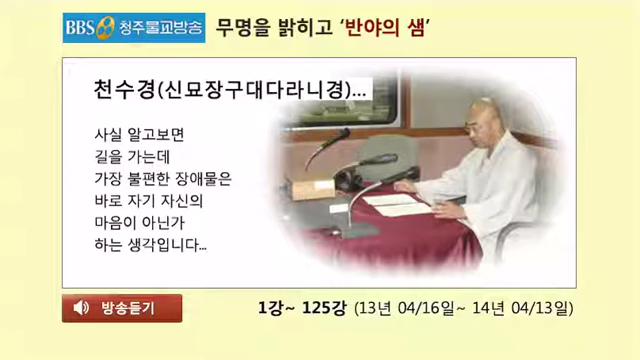 BBS 청주불교방송 무명을 밝히고 ‘반야의 샘’
천수경(신묘장구대다라니경)...
사실 알고보면
길을 가는데
가장 불편한 장애물은
바로 자기 자신의
마음이 아닌가
하는 생각입니다...
방송듣기 1강~ 125강 (13년 04/16일~ 14년 04/13일)